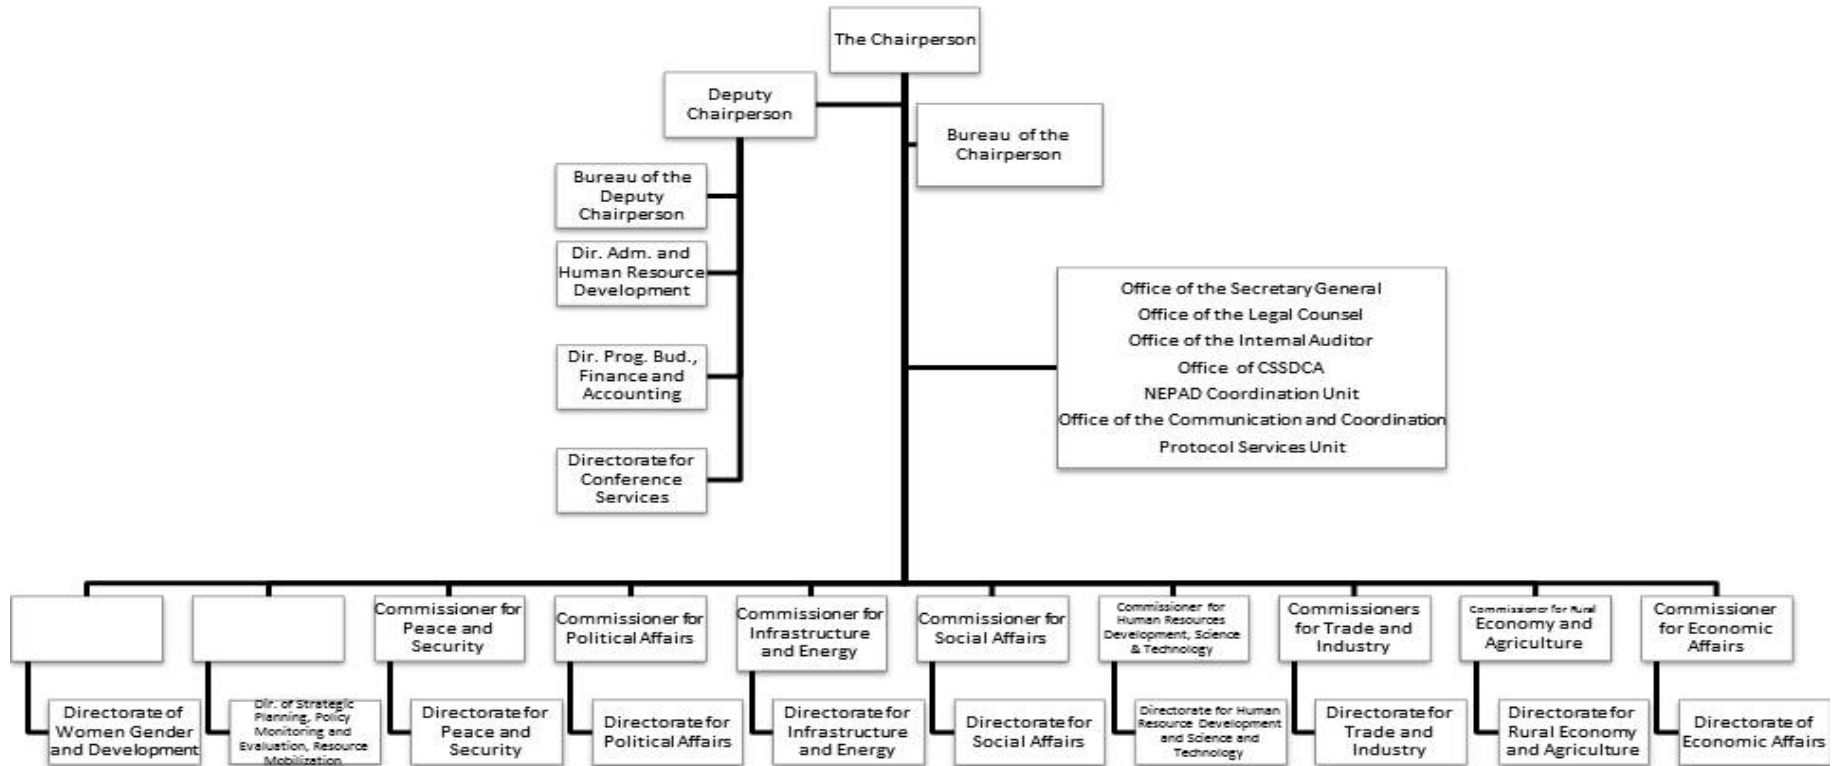 The Chairperson
Deputy
Chairperson
Bureau of the
Chairperson
Bureau of the
Deputy
Chairperson
Dir. Adm. and
Human Resource
Development
Dir. Prog. Bud.,
Finance and
Accounting
Directorate for
Conference
Services
Office of the Secretary General
Office of the Legal Counsel
Office of the Internal Auditor
Office of CSSDCA
NEPAD Coordination Unit
Office of the Communication and Coordination
Protocol Services Unit
Commissioner for
Peace and
Security
Commissioner for
Political Affairs
Commissioner for
Infrastructure
and Energy
Commissioner for
Social Affairs
Commissioner for
Human Resources
Development, Science
& Technology
Commissioners
for Trade and
Industry
Commissioner for Rural
Economy and
Agriculture
Commissioner
for Economic
Affairs
Directorate of
Women Gender
and Development
Dir. of Strategic
Planning, Policy
Monitoring and
Evaluation, Resource
Mobilization
Directorate for
Peace and
Security
Directorate for
Political Affairs
Directorate for
Infrastructure
and Energy
Directorate for
Social Affairs
Directorate for Human
Resource Development
and Science and
Technology
Directorate for
Trade and
Industry
Directorate for
Rural Economy
and Agriculture
Directorate of
Economic Affairs